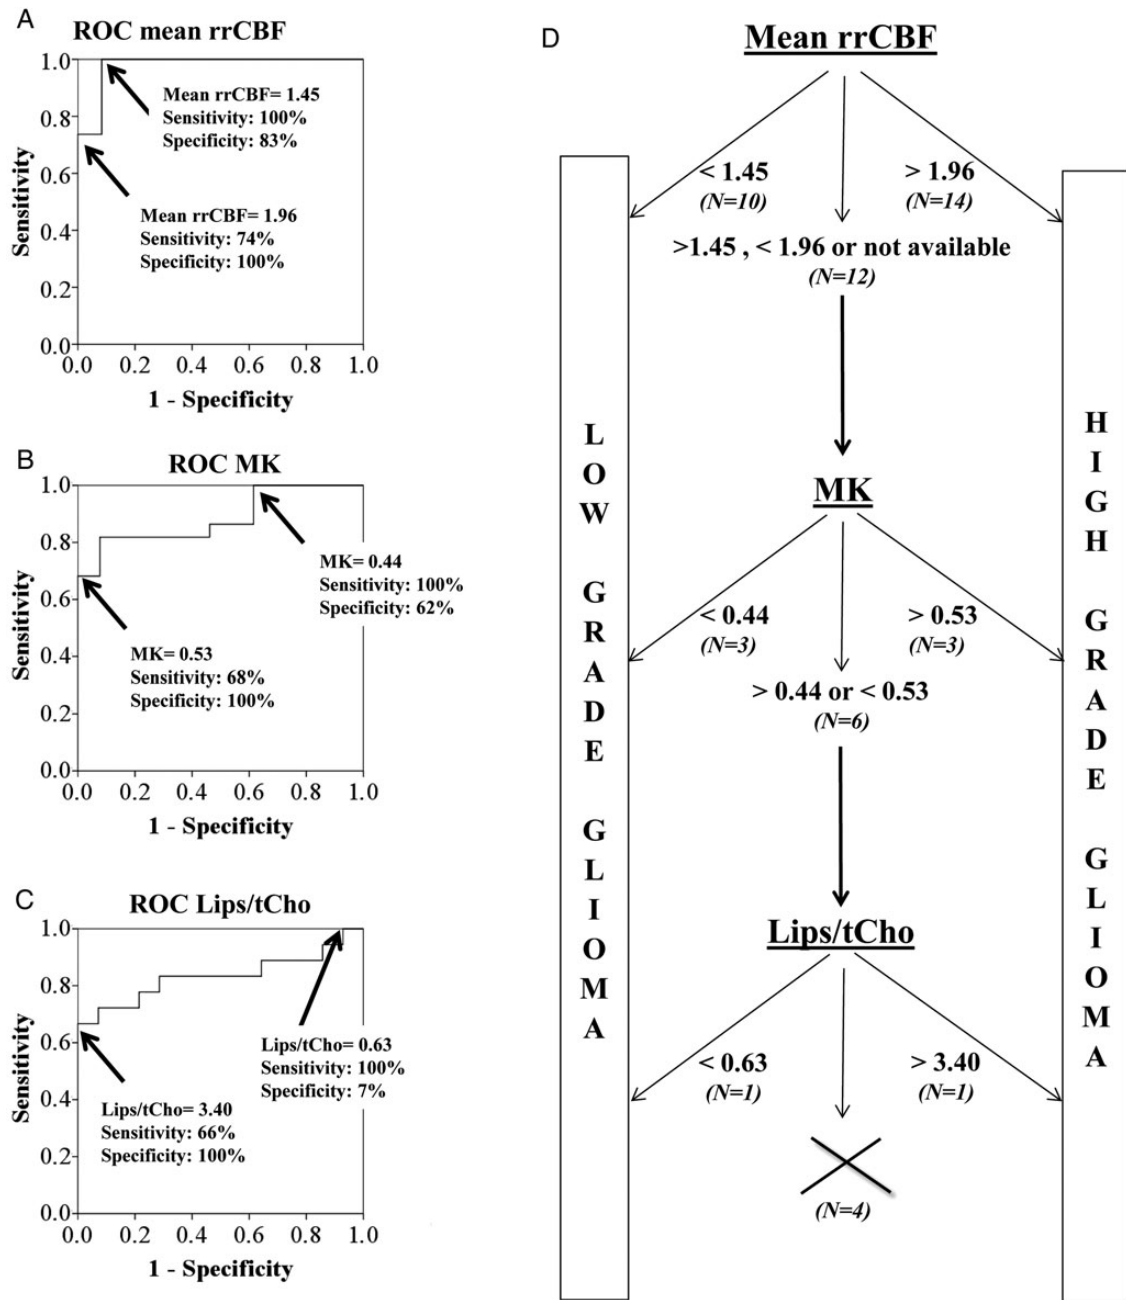 A
ROC mean rrCBF
1.0
0.8
0.6
0.4
0.2
0.0
Sensitivity
Mean rrCBF= 1.45
Sensitivity: 100%
Specificity: 83%
Mean rrCBF= 1.96
Sensitivity: 74%
Specificity: 100%
0.0 0.2 0.4 0.6 0.8 1.0
1 - Specificity
B
ROC MK
1.0
0.8
0.6
0.4
0.2
0.0
Sensitivity
MK= 0.44
Sensitivity: 100%
Specificity: 62%
MK= 0.53
Sensitivity: 68%
Specificity: 100%
0.0 0.2 0.4 0.6 0.8 1.0
1 - Specificity
C
ROC Lips/tCho
1.0
0.8
0.6
0.4
0.2
0.0
Sensitivity
Lips/tCho= 0.63
Sensitivity: 100%
Specificity: 7%
Lips/tCho= 3.40
Sensitivity: 66%
Specificity: 100%
0.0 0.2 0.4 0.6 0.8 1.0
1 - Specificity
D
Mean rrCBF
< 1.45
(N=10)
> 1.96
(N=14)
>1.45 , < 1.96 or not available
(N=12)
MK
< 0.44
(N=3)
> 0.53
(N=3)
> 0.44 or < 0.53
(N=6)
Lips/tCho
< 0.63
(N=1)
> 3.40
(N=1)
(N=4)
LOW GRADE GLIOMA
HIGH GRADE GLIOMA